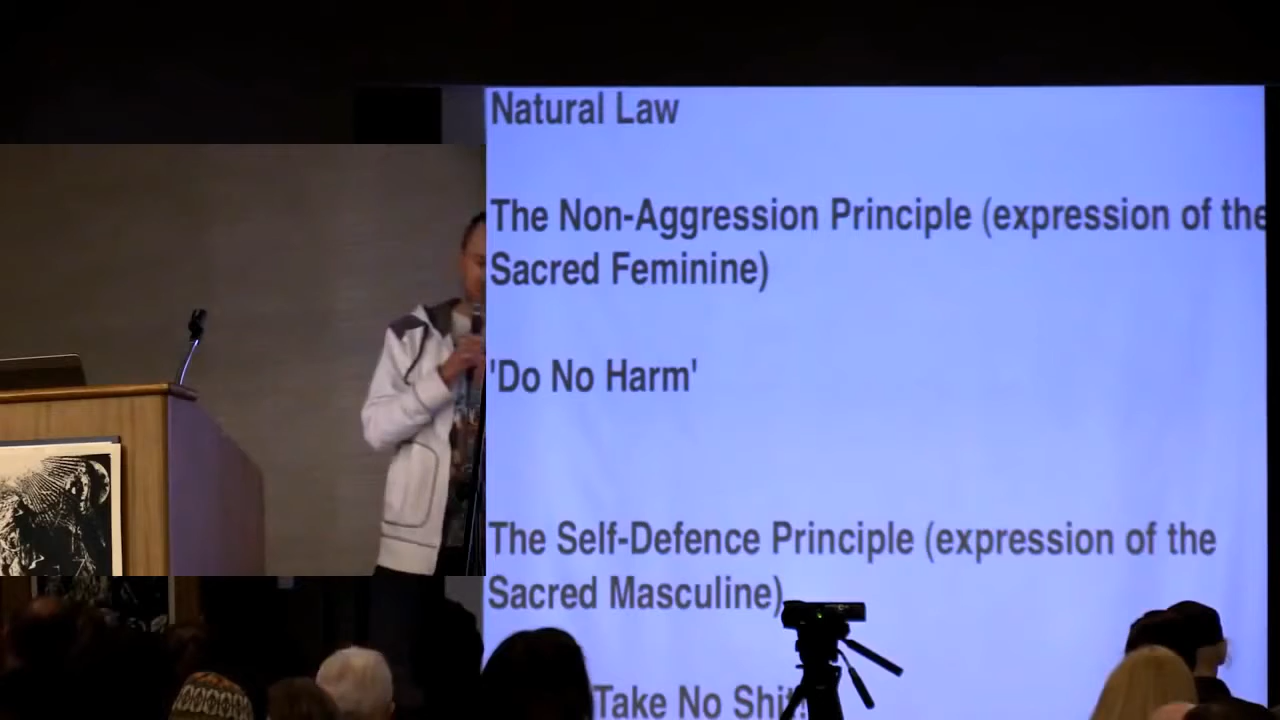 Natural Law
The Non-Aggression Principle (expression of the
Sacred Feminine)
'Do No Harm'
The Self-Defence Principle (expression of the
Sacred Masculine)
Take No Shit!